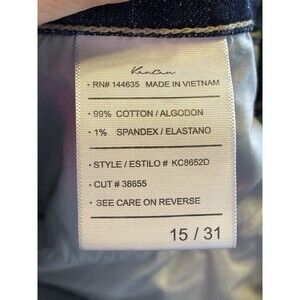 KanCan
• RN# 144635 MADE IN VIETNAM
• 99% COTTON / ALGODON
• 1% SPANDEX / ELASTANO
• STYLE / ESTILO # KC8652D
• CUT # 38655
• SEE CARE ON REVERSE
15 / 31